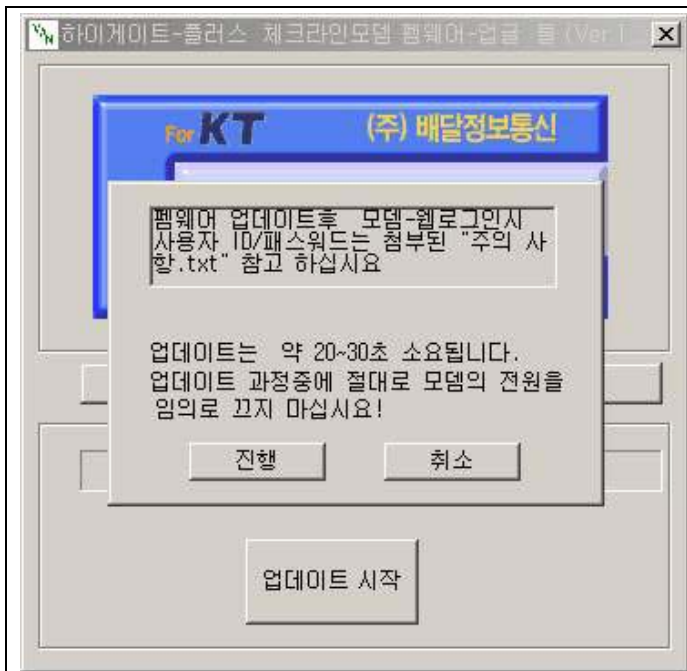 하이게이트-플러스 체크라인모뎀 펌웨어-업글 툴 (Ver 1
For KT (주) 배달정보통신
펨웨어 업데이트후 모뎀-웹로그인시
사용자 ID/패스워드는 첨부된 "주의 사
항.txt" 참고 하십시요
업데이트는 약 20~30초 소요됩니다.
업데이트 과정중에 절대로 모뎀의 전원을
임의로 끄지 마십시요!
진행 취소
업데이트 시작